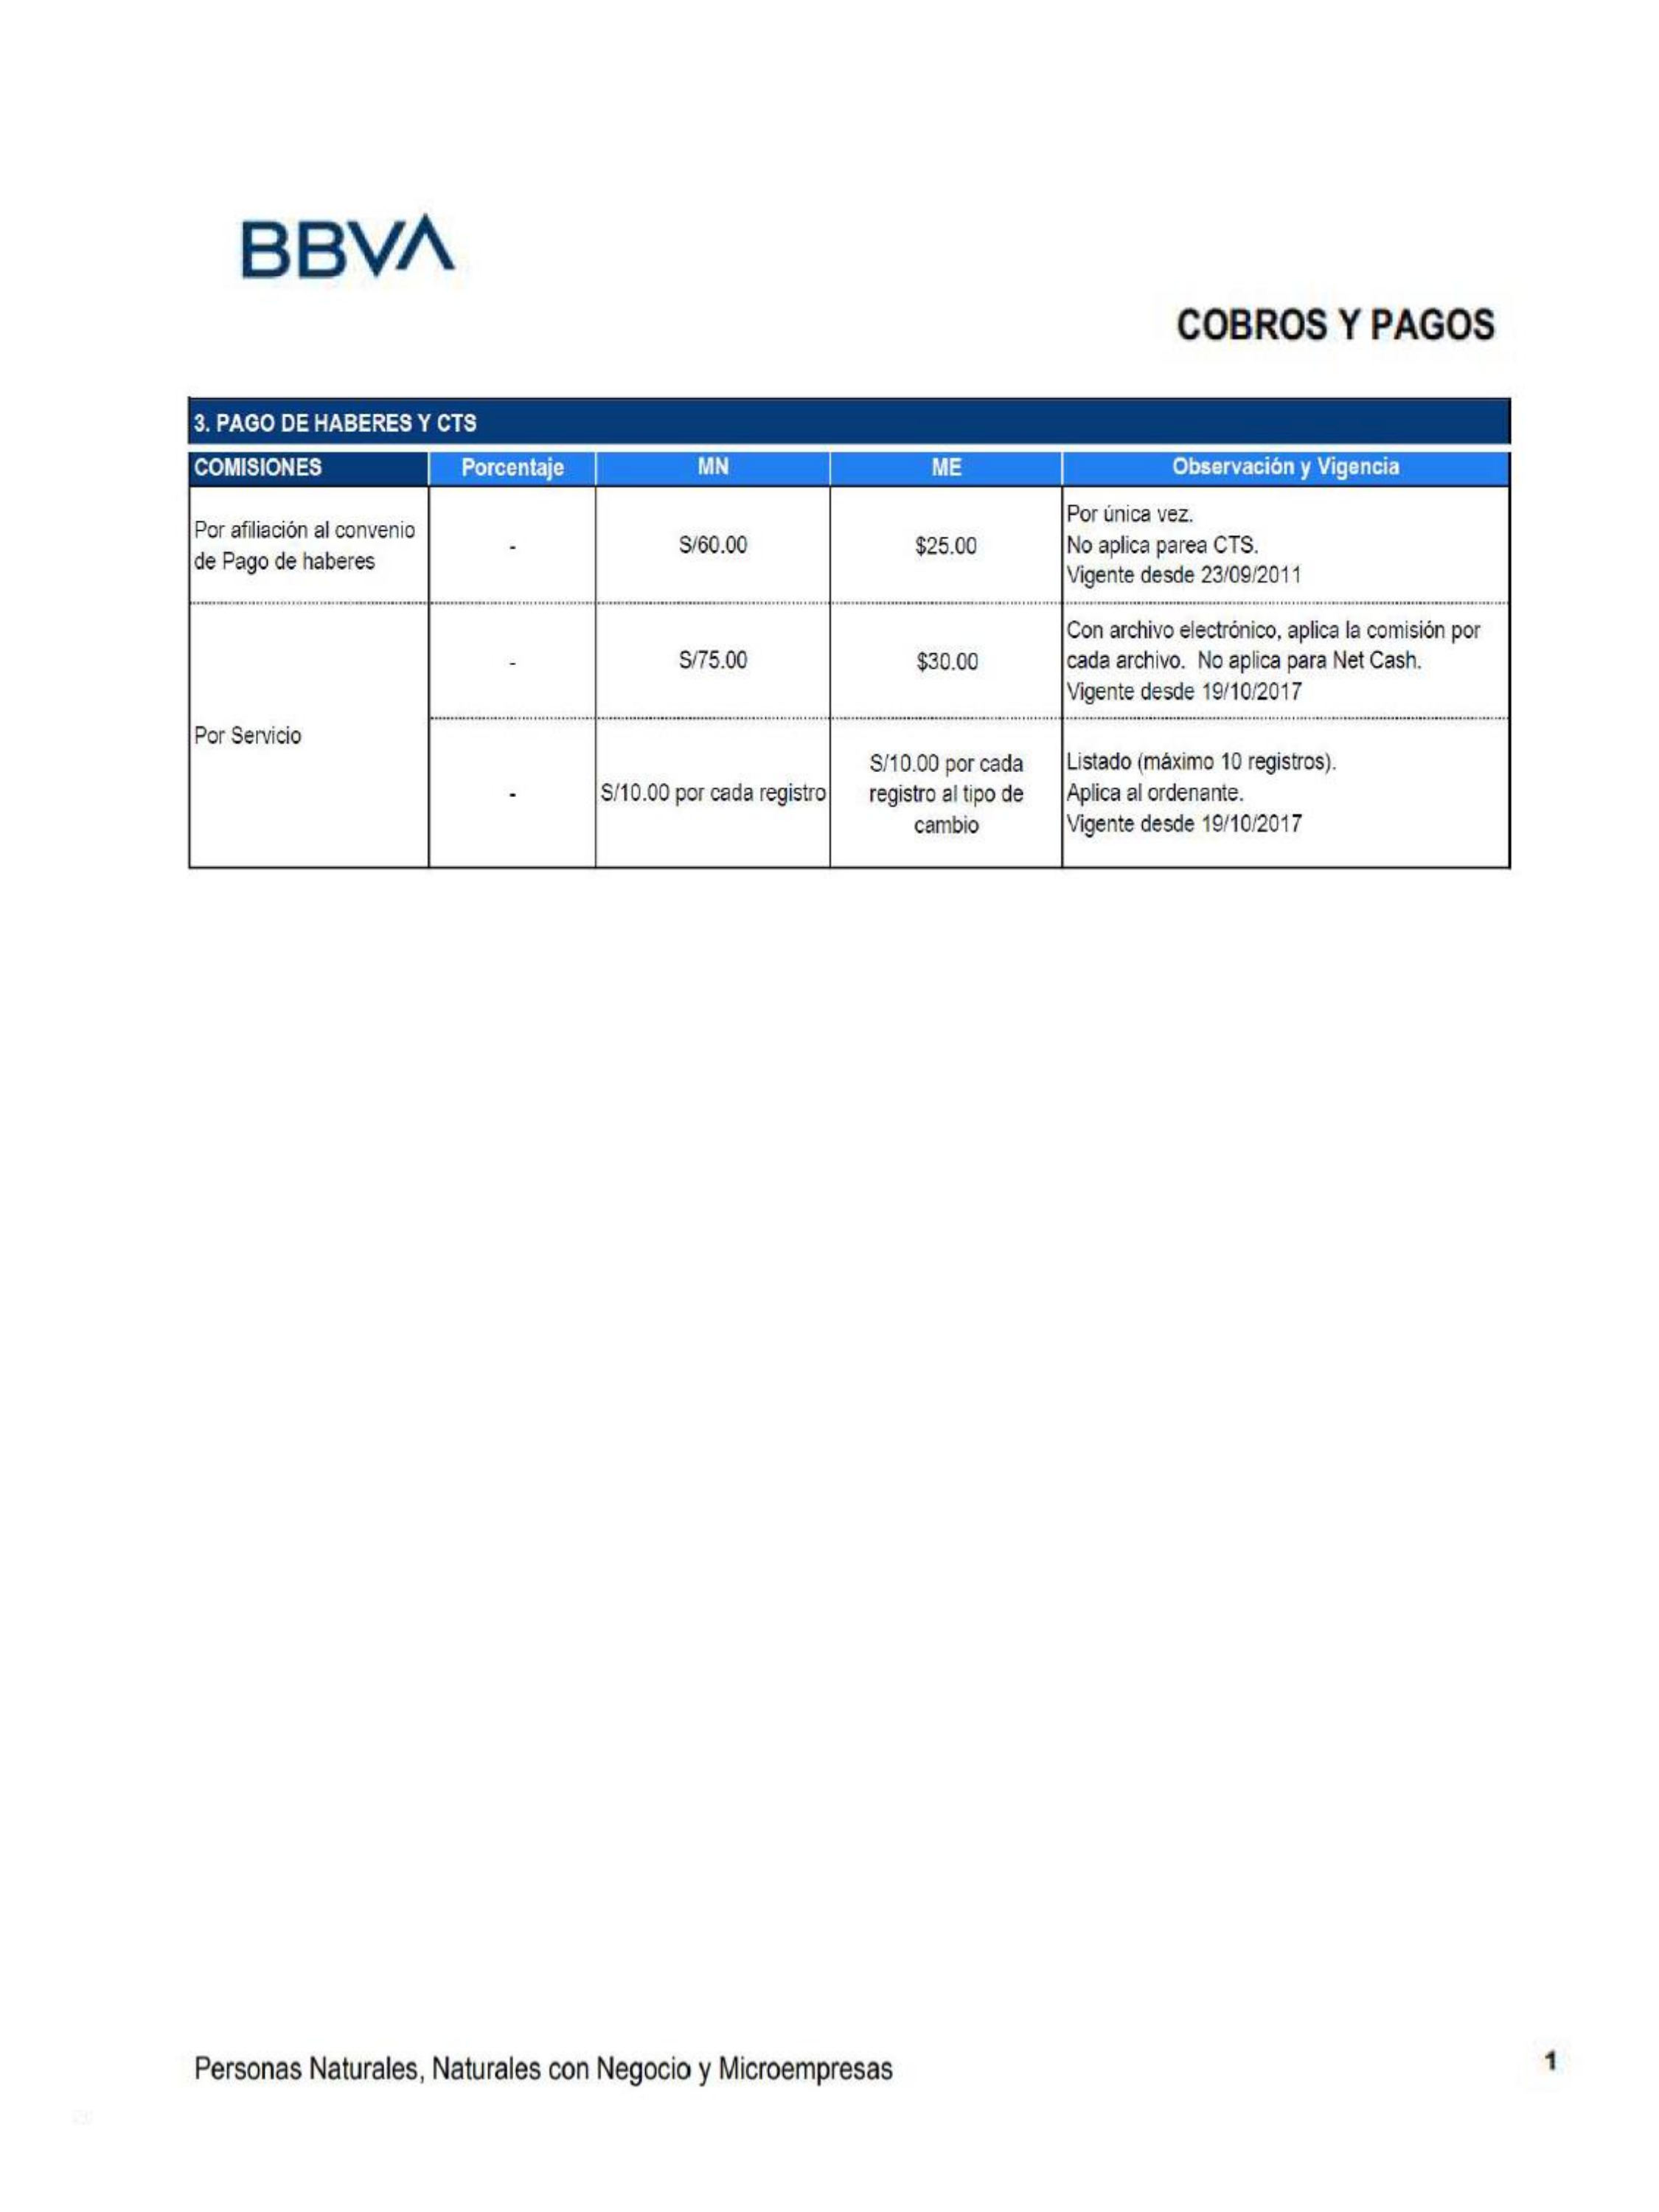 BBVA
COBROS Y PAGOS
3. PAGO DE HABERES Y CTS
COMISIONES Porcentaje MN ME Observación y Vigencia
Por afiliación al convenio
de Pago de haberes
-
S/60.00
$25.00
Por única vez.
No aplica parea CTS.
Vigente desde 23/09/2011
Por Servicio
-
S/75.00
$30.00
Con archivo electrónico, aplica la comisión por
cada archivo. No aplica para Net Cash.
Vigente desde 19/10/2017
-
S/10.00 por cada registro
S/10.00 por cada
registro al tipo de
cambio
Listado (máximo 10 registros).
Aplica al ordenante.
Vigente desde 19/10/2017
Personas Naturales, Naturales con Negocio y Microempresas
1